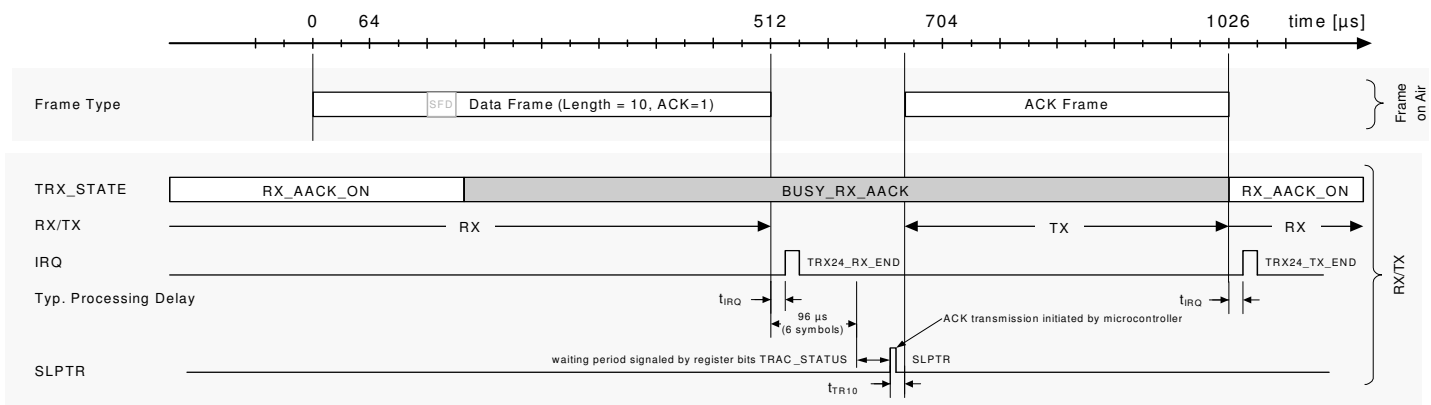 0 64 512 704 1026 time [µs]
Frame Type
SFD
Data Frame (Length = 10, ACK=1)
ACK Frame
Frame
on Air
TRX_STATE
RX_AACK_ON
BUSY_RX_AACK
RX_AACK_ON
RX/TX
RX
TX
RX
IRQ
TRX24_RX_END
TRX24_TX_END
RX/TX
Typ. Processing Delay
tIRQ
tIRQ
96 µs
(6 symbols)
ACK transmission initiated by microcontroller
waiting period signaled by register bits TRAC_STATUS
SLPTR
SLPTR
tTR10